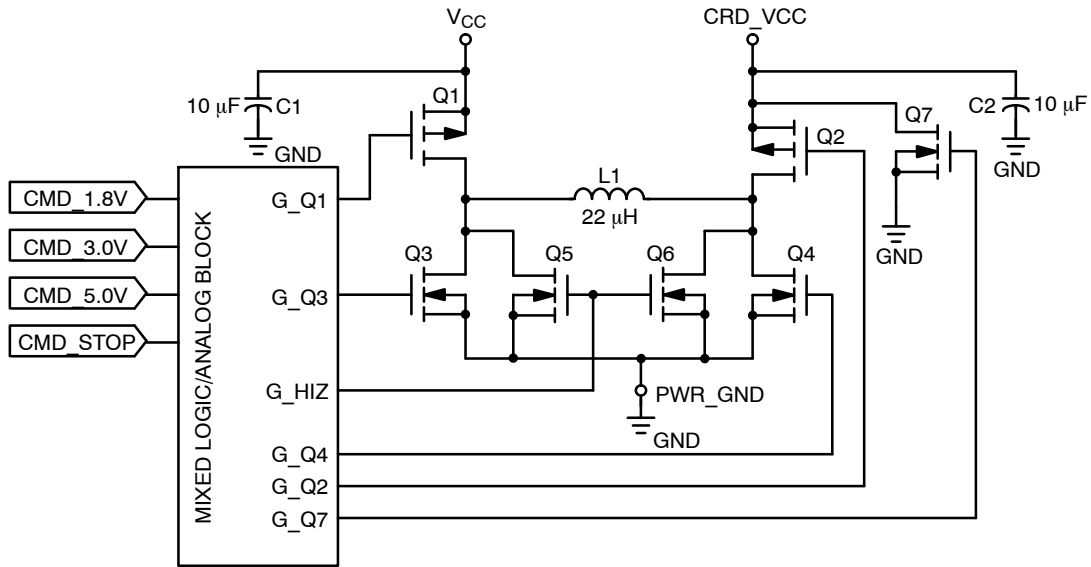 VCC
CRD_VCC
Q1
10 μF
C1
GND
Q2
Q7
C2
10 μF
GND
GND
CMD_1.8V
CMD_3.0V
CMD_5.0V
CMD_STOP
MIXED LOGIC/ANALOG BLOCK
G_Q1
G_Q3
G_HIZ
G_Q4
G_Q2
G_Q7
L1
22 μH
Q3
Q5
Q6
Q4
PWR_GND
GND